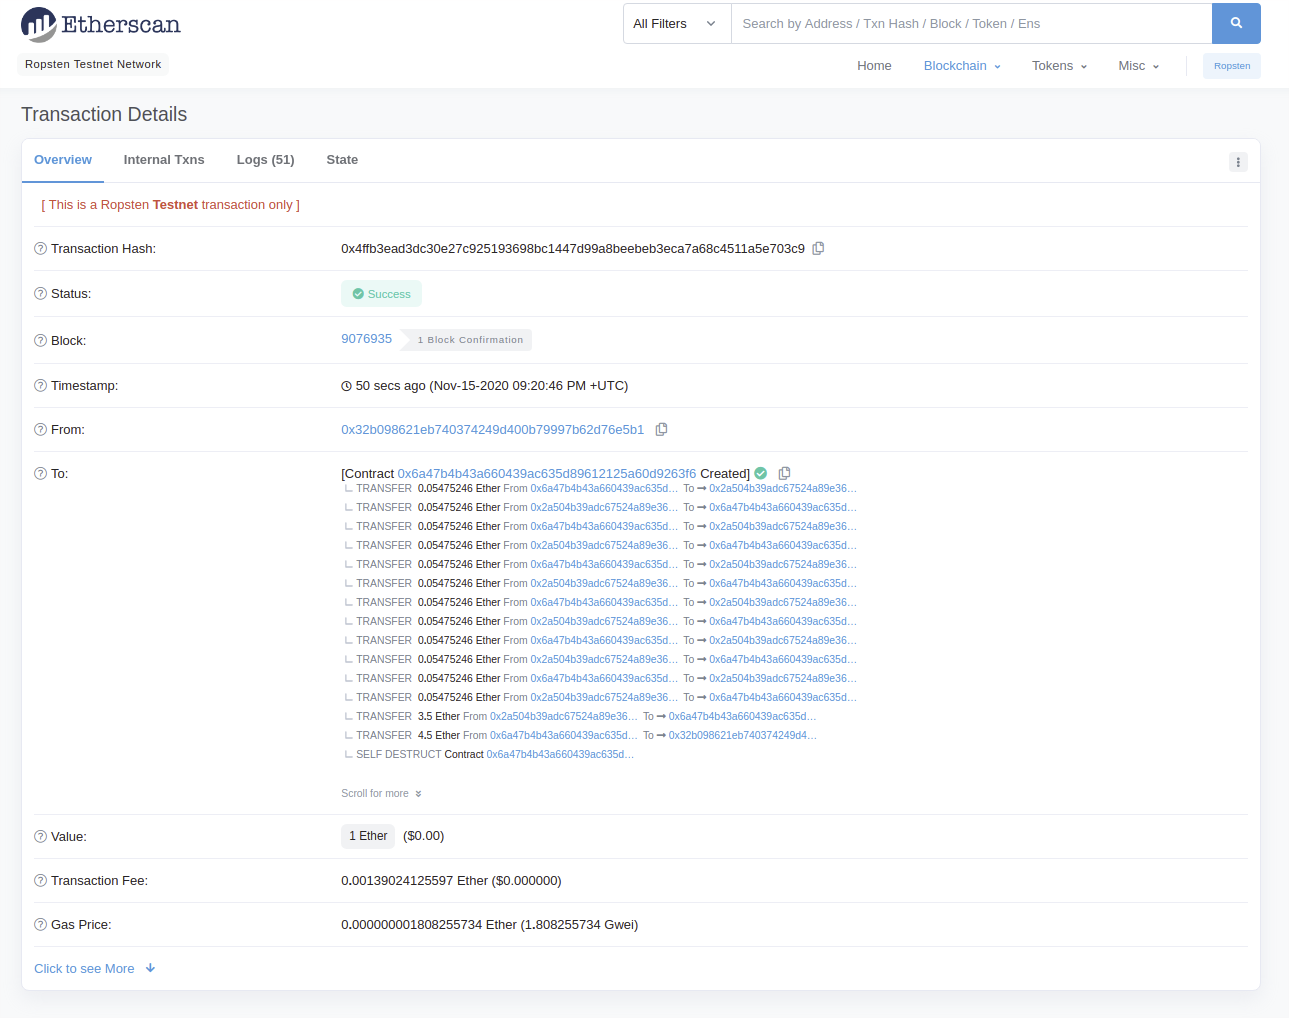 Etherscan
All Filters
Search by Address / Txn Hash / Block / Token / Ens
Ropsten Testnet Network
Home Blockchain Tokens Misc Ropsten
Transaction Details
Overview Internal Txns Logs (51) State
[ This is a Ropsten Testnet transaction only ]
Transaction Hash: 0x4ffb3ead3dc30e27c925193698bc1447d99a8beebeb3eca7a68c4511a5e703c9
Status: Success
Block: 9076935 1 Block Confirmation
Timestamp: 50 secs ago (Nov-15-2020 09:20:46 PM +UTC)
From: 0x32b098621eb740374249d400b79997b62d76e5b1
To: [Contract 0x6a47b4b43a660439ac635d89612125a60d9263f6 Created]
TRANSFER 0.05475246 Ether From 0x6a47b4b43a660439ac635d… To 0x2a504b39adc67524a89e36…
TRANSFER 0.05475246 Ether From 0x2a504b39adc67524a89e36… To 0x6a47b4b43a660439ac635d…
TRANSFER 0.05475246 Ether From 0x6a47b4b43a660439ac635d… To 0x2a504b39adc67524a89e36…
TRANSFER 0.05475246 Ether From 0x2a504b39adc67524a89e36… To 0x6a47b4b43a660439ac635d…
TRANSFER 0.05475246 Ether From 0x6a47b4b43a660439ac635d… To 0x2a504b39adc67524a89e36…
TRANSFER 0.05475246 Ether From 0x2a504b39adc67524a89e36… To 0x6a47b4b43a660439ac635d…
TRANSFER 0.05475246 Ether From 0x6a47b4b43a660439ac635d… To 0x2a504b39adc67524a89e36…
TRANSFER 0.05475246 Ether From 0x2a504b39adc67524a89e36… To 0x6a47b4b43a660439ac635d…
TRANSFER 0.05475246 Ether From 0x6a47b4b43a660439ac635d… To 0x2a504b39adc67524a89e36…
TRANSFER 0.05475246 Ether From 0x2a504b39adc67524a89e36… To 0x6a47b4b43a660439ac635d…
TRANSFER 0.05475246 Ether From 0x6a47b4b43a660439ac635d… To 0x2a504b39adc67524a89e36…
TRANSFER 0.05475246 Ether From 0x2a504b39adc67524a89e36… To 0x6a47b4b43a660439ac635d…
TRANSFER 3.5 Ether From 0x2a504b39adc67524a89e36… To 0x6a47b4b43a660439ac635d…
TRANSFER 4.5 Ether From 0x6a47b4b43a660439ac635d… To 0x32b098621eb740374249d4…
SELF DESTRUCT Contract 0x6a47b4b43a660439ac635d…
Scroll for more
Value: 1 Ether ($0.00)
Transaction Fee: 0.00139024125597 Ether ($0.000000)
Gas Price: 0.000000001808255734 Ether (1.808255734 Gwei)
Click to see More